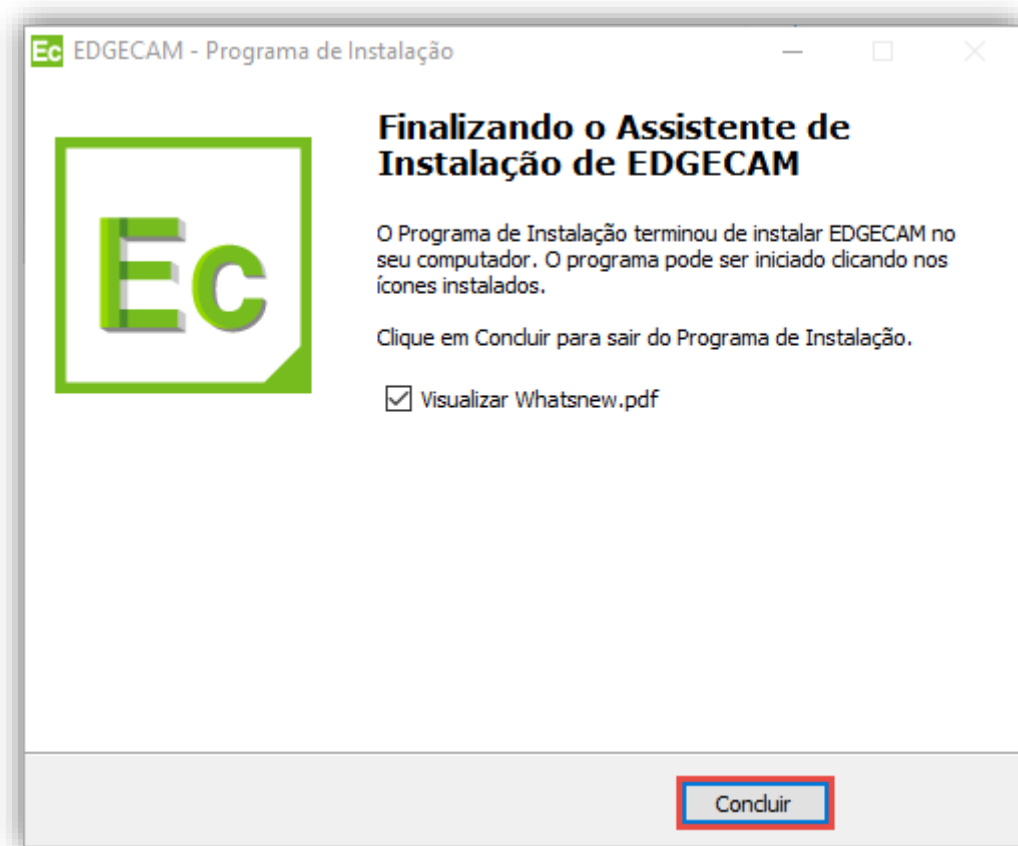 Ec EDGECAM - Programa de Instalação
Ec
Finalizando o Assistente de
Instalação de EDGECAM
O Programa de Instalação terminou de instalar EDGECAM no
seu computador. O programa pode ser iniciado clicando nos
ícones instalados.
Clique em Concluir para sair do Programa de Instalação.
Visualizar Whatsnew.pdf
Concluir